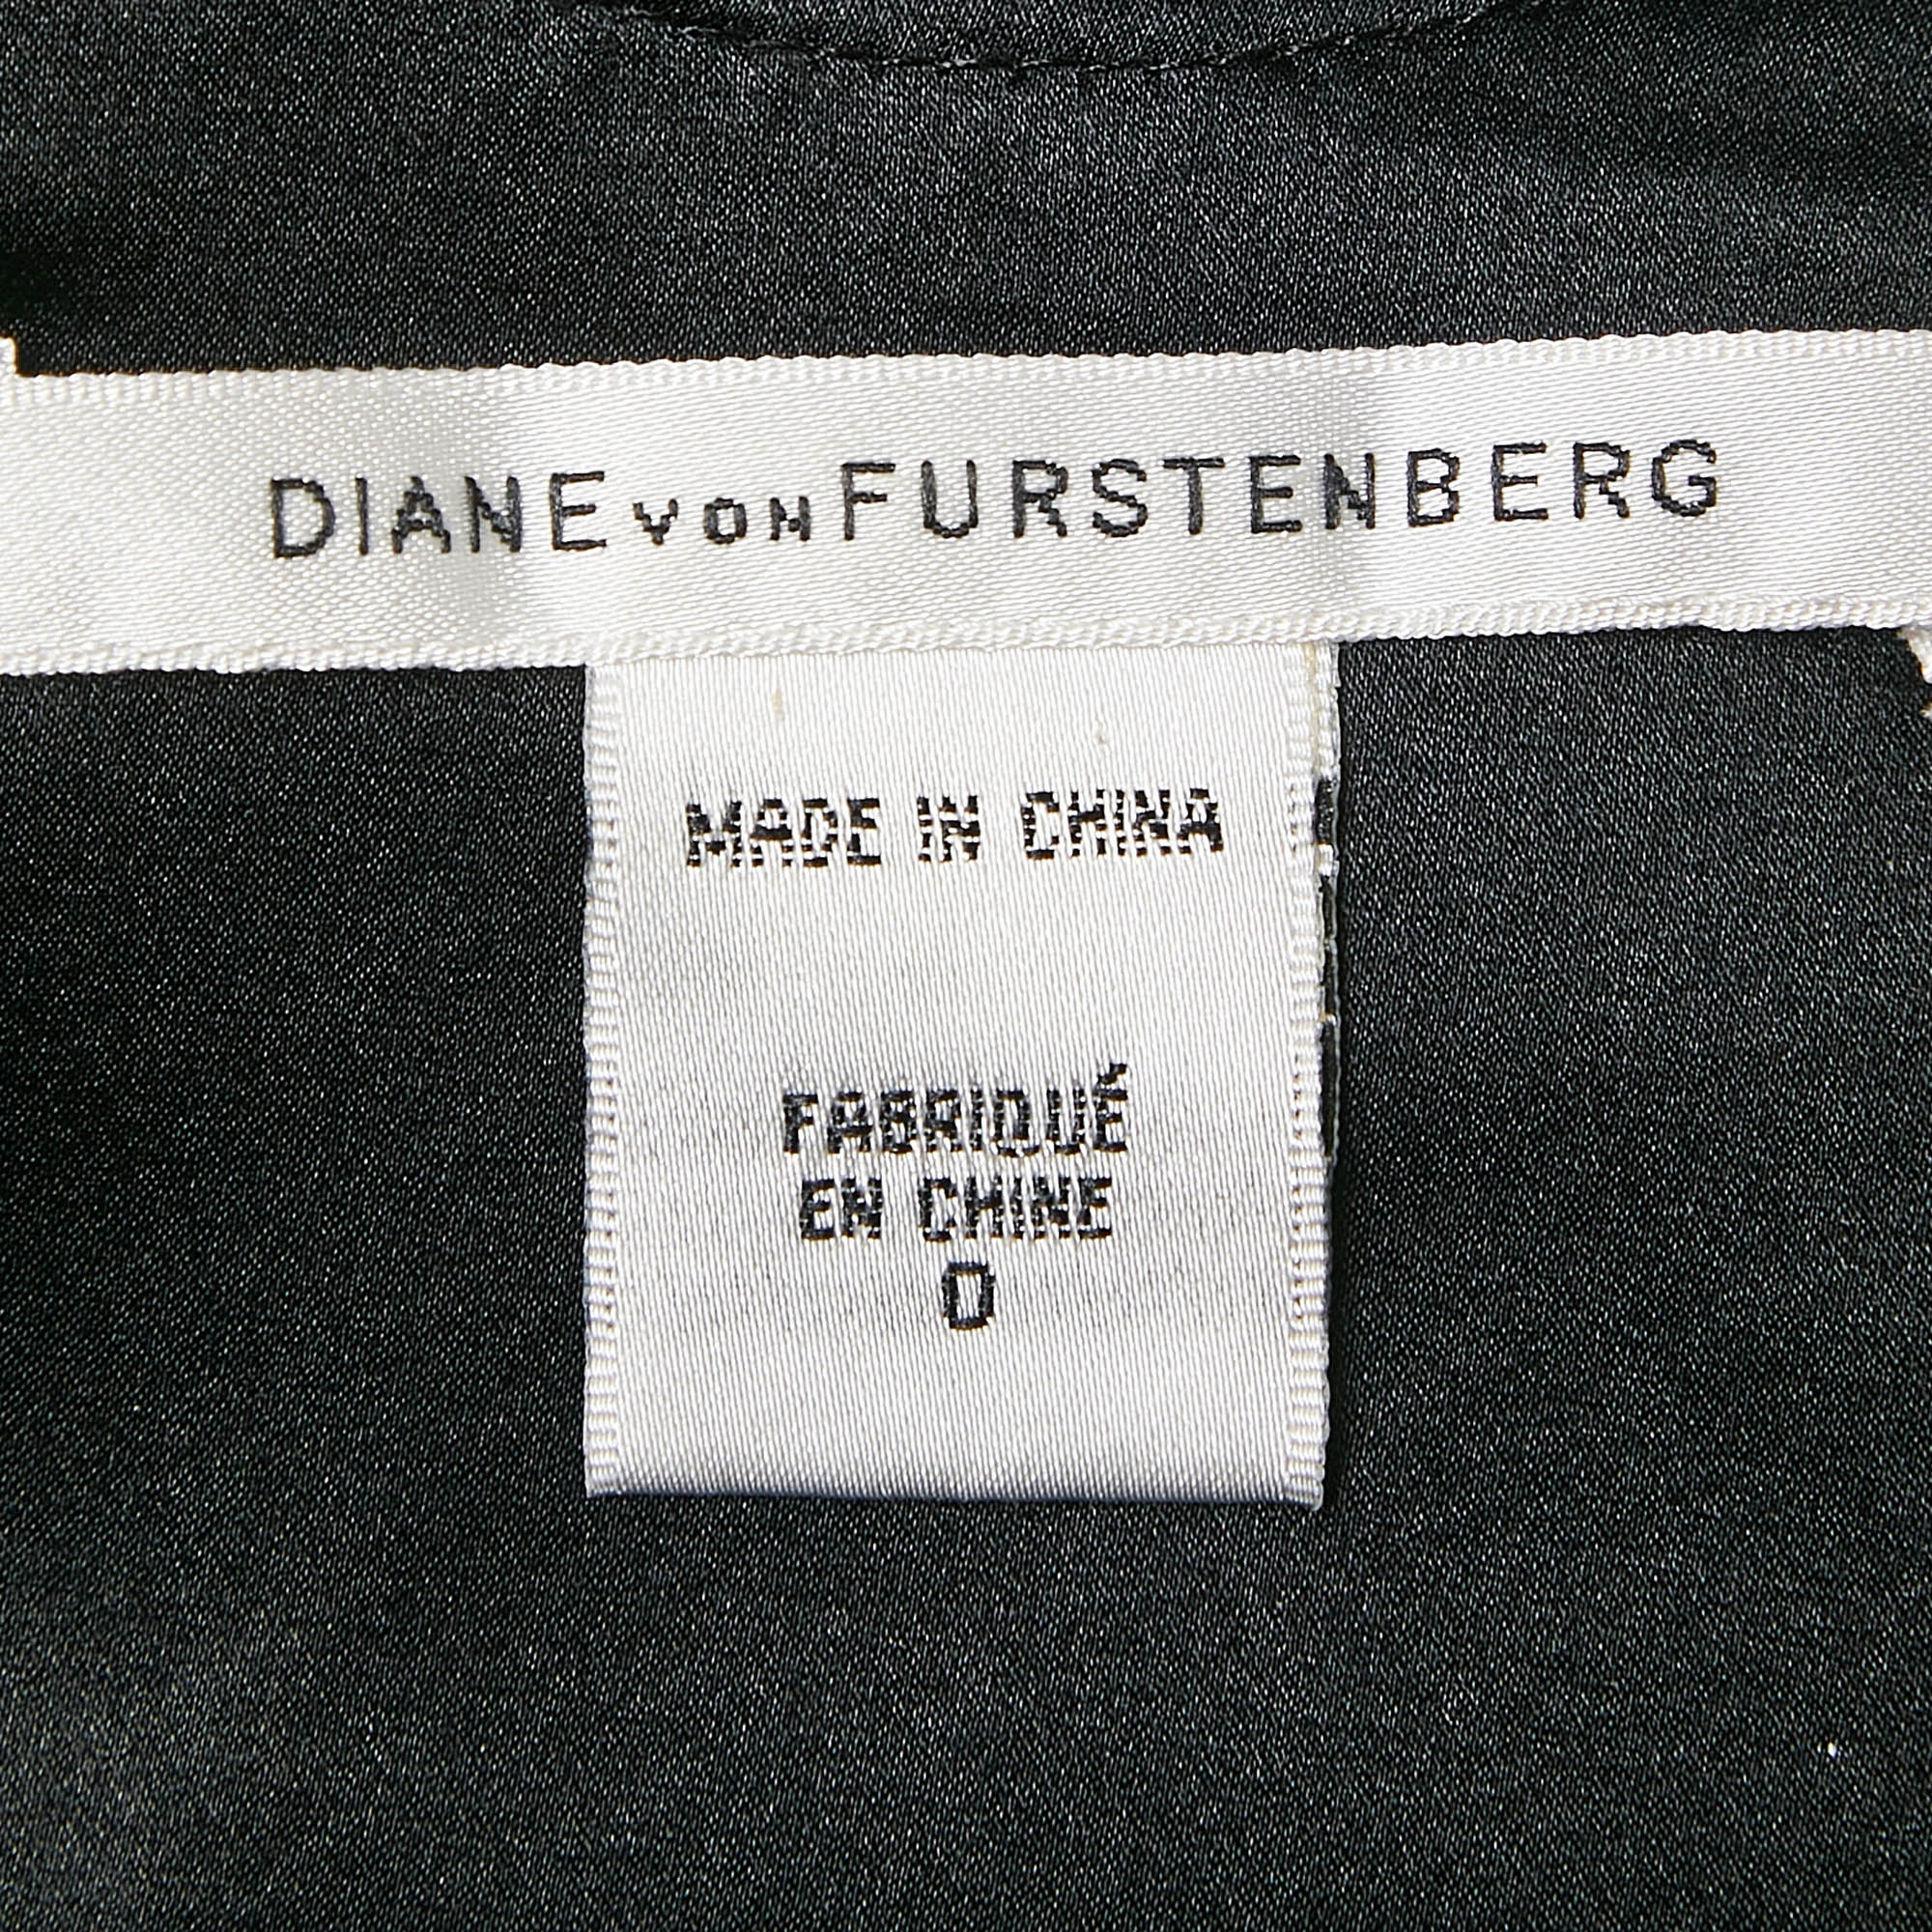 DIANE von FURSTENBERG
MADE IN CHINA
FABRIQUÉ
EN CHINE
0